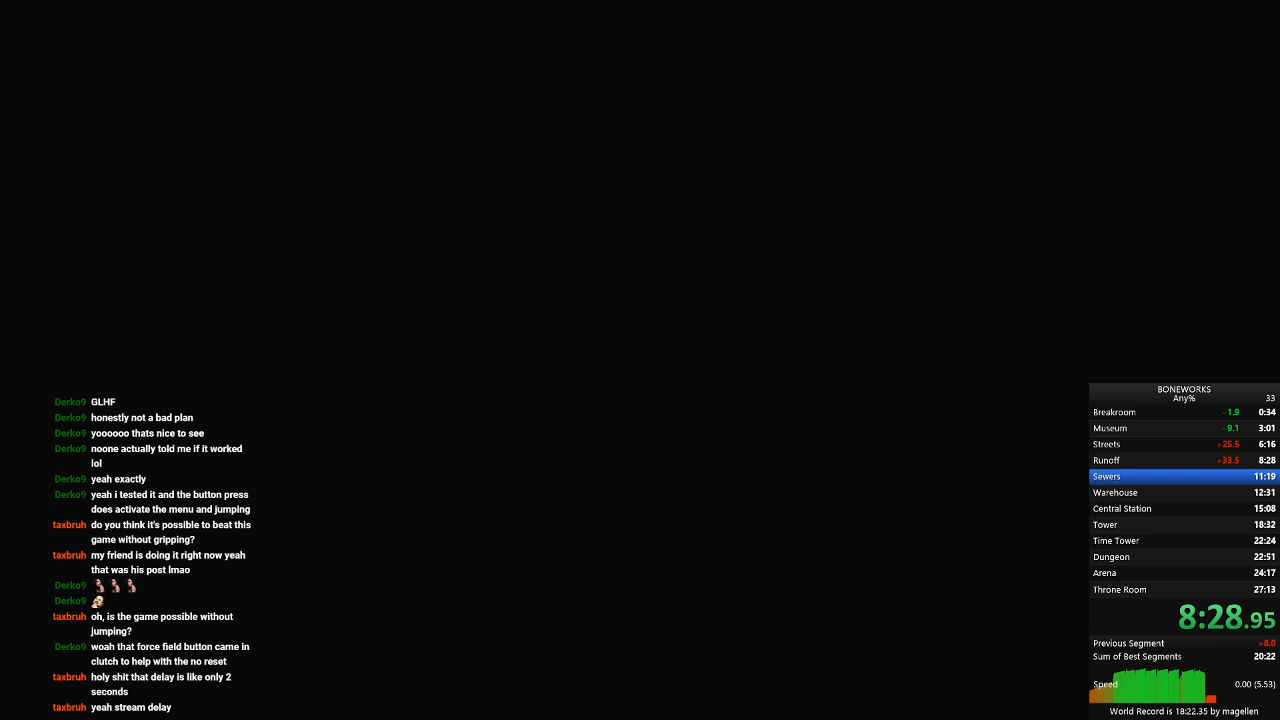 Derko9 GLHF
Derko9 honestly not a bad plan
Derko9 yoooooo thats nice to see
Derko9 noone actually told me if it worked
lol
Derko9 yeah exactly
Derko9 yeah i tested it and the button press
does activate the menu and jumping
taxbruh do you think it's possible to beat this
game without gripping?
taxbruh my friend is doing it right now yeah
that was his post lmao
Derko9
Derko9
taxbruh oh, is the game possible without
jumping?
Derko9 woah that force field button came in
clutch to help with the no reset
taxbruh holy shit that delay is like only 2
seconds
taxbruh yeah stream delay
BONEWORKS
Any% 33
Breakroom −1.9 0:34
Museum −9.1 3:01
Streets +25.5 6:16
Runoff +33.5 8:28
Sewers 11:19
Warehouse 12:31
Central Station 15:08
Tower 18:32
Time Tower 22:24
Dungeon 22:51
Arena 24:17
Throne Room 27:13
8:28.95
Previous Segment +8.0
Sum of Best Segments 20:22
Speed 0.00 (5.53)
World Record is 18:22.35 by magellen